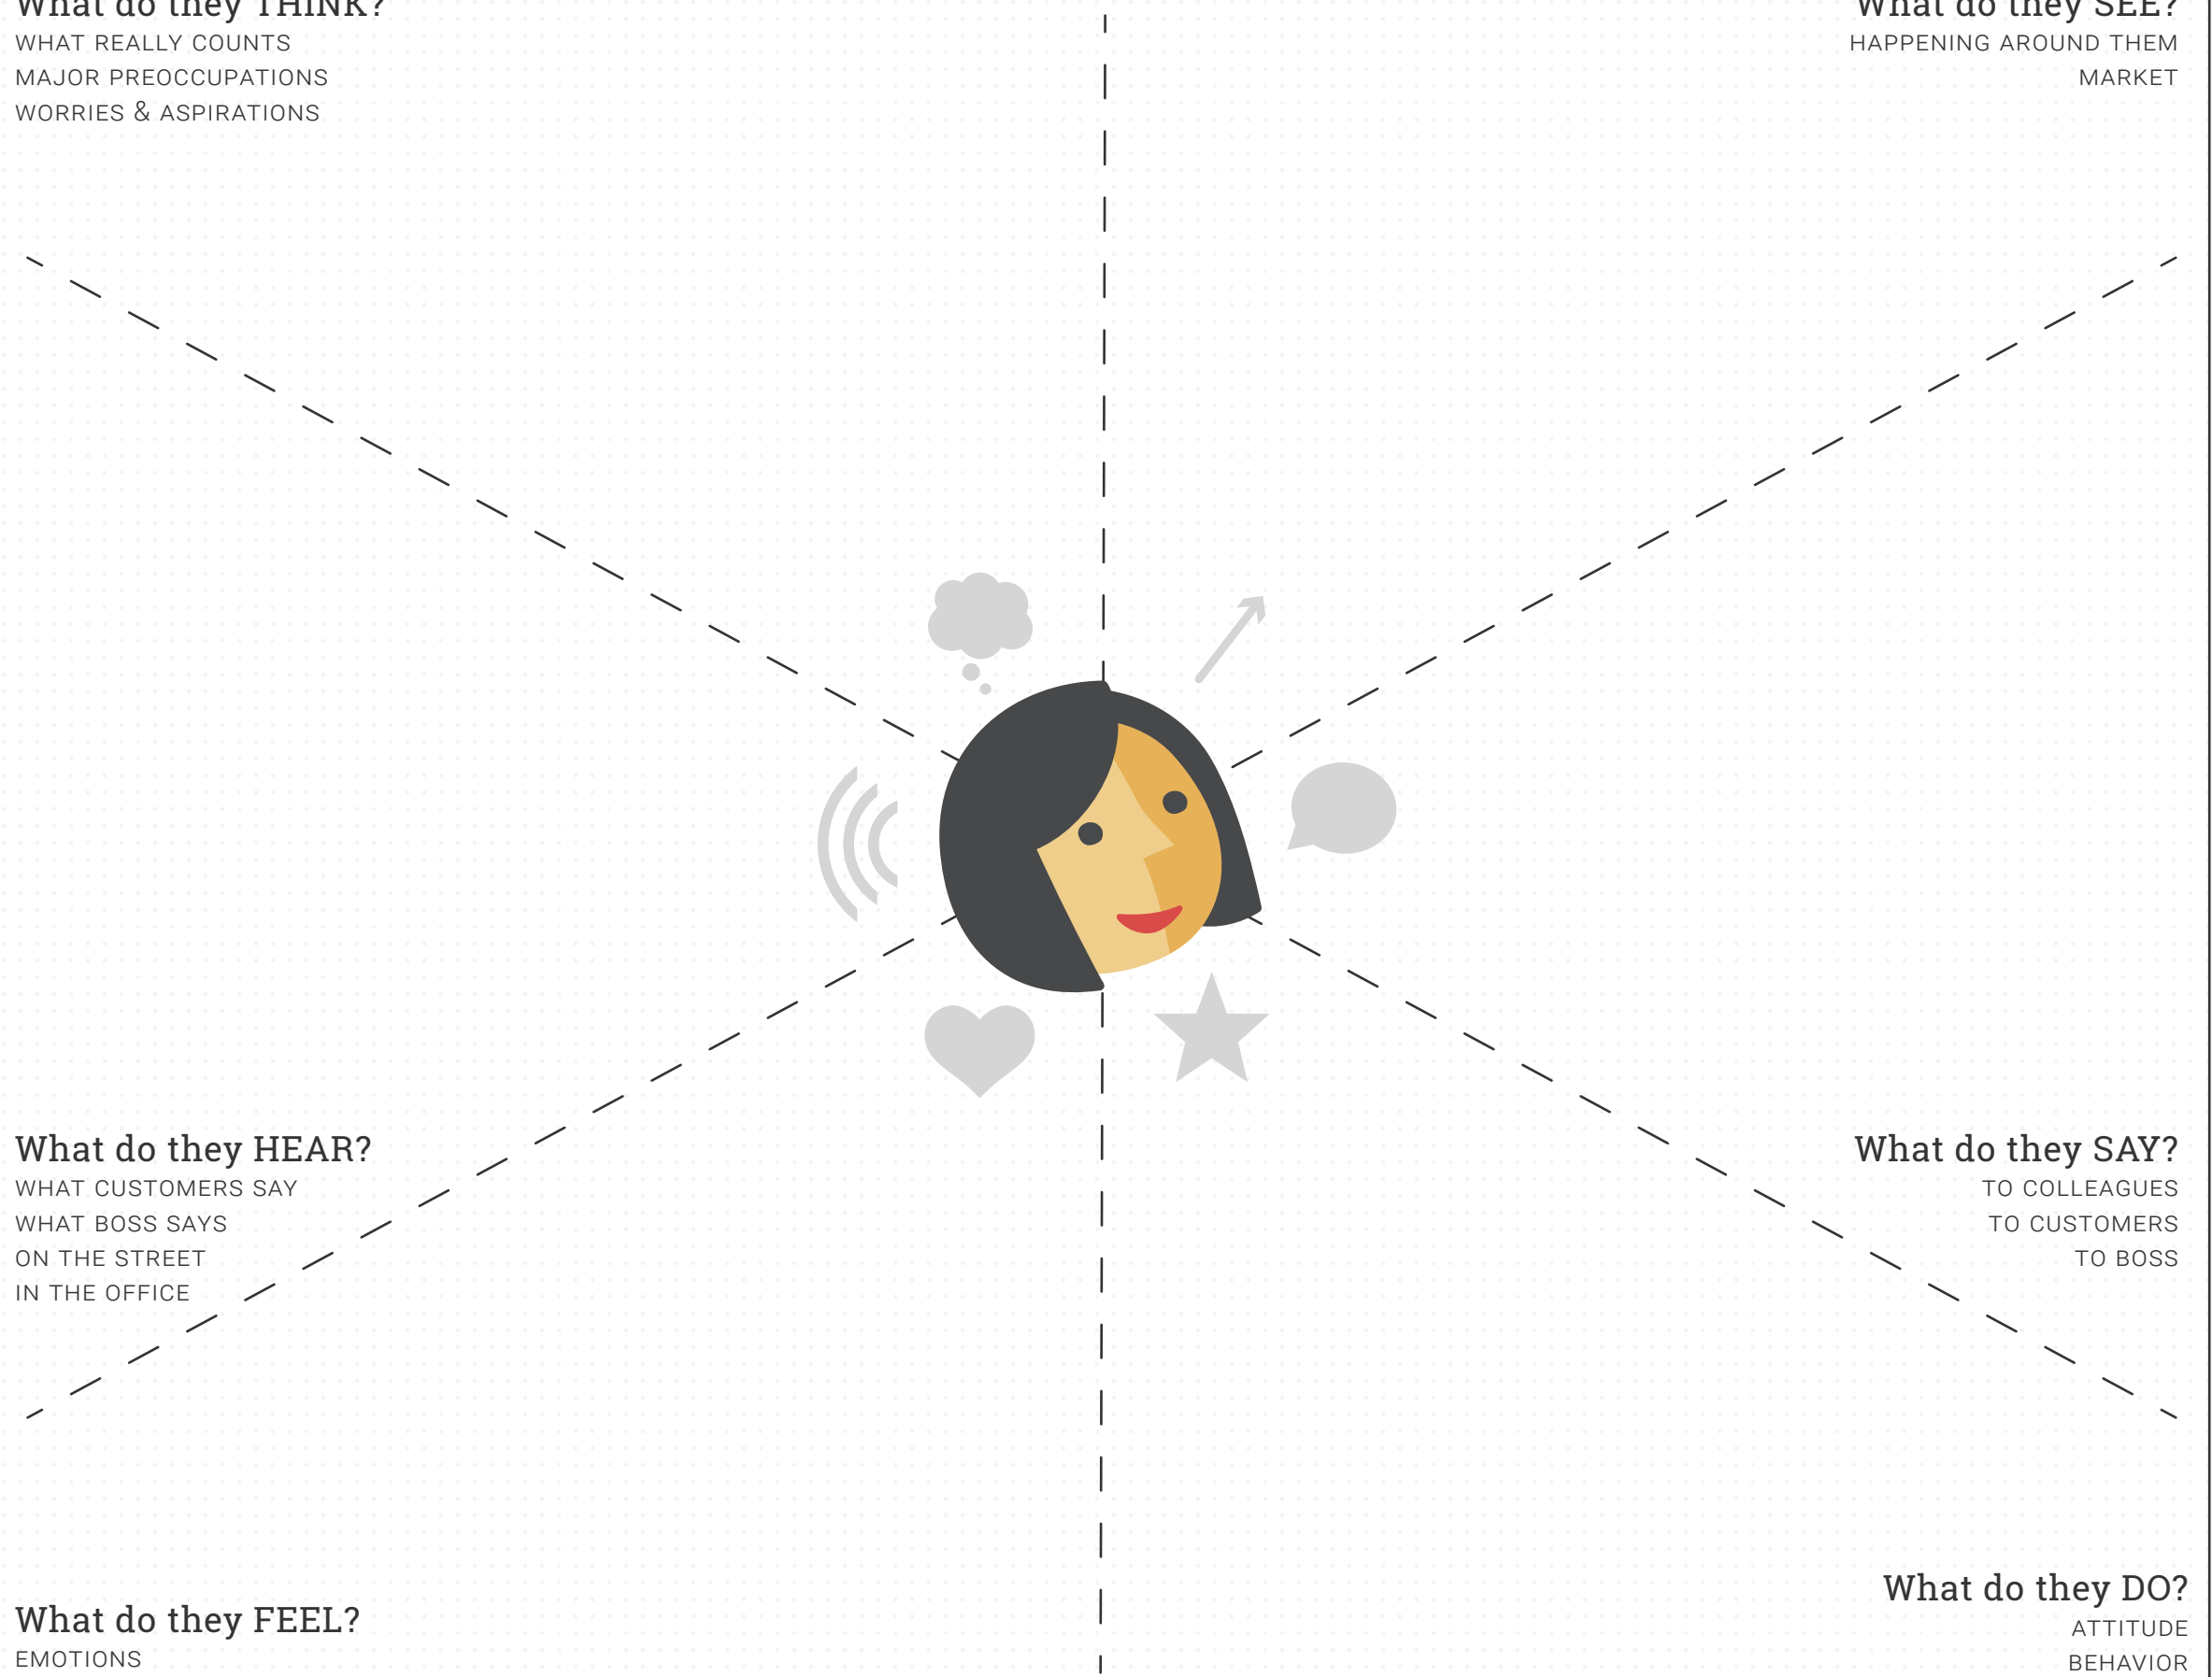 What do they THINK?
WHAT REALLY COUNTS
MAJOR PREOCCUPATIONS
WORRIES & ASPIRATIONS
What do they SEE?
HAPPENING AROUND THEM
MARKET
What do they HEAR?
WHAT CUSTOMERS SAY
WHAT BOSS SAYS
ON THE STREET
IN THE OFFICE
What do they SAY?
TO COLLEAGUES
TO CUSTOMERS
TO BOSS
What do they FEEL?
EMOTIONS
What do they DO?
ATTITUDE
BEHAVIOR